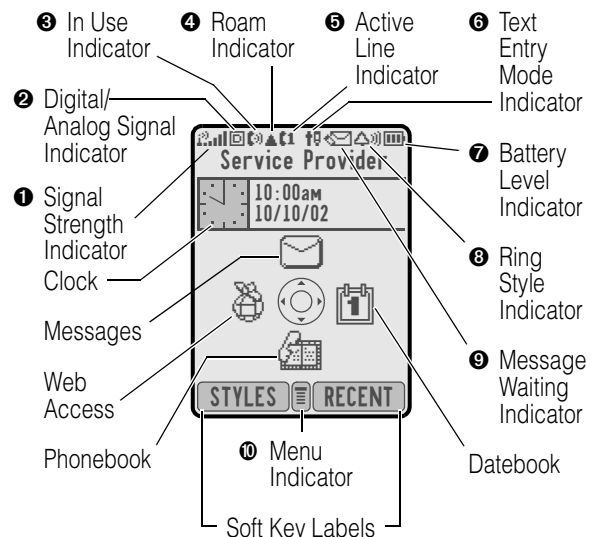 ❸ In Use
Indicator
❹ Roam
Indicator
❺ Active
Line
Indicator
❻ Text
Entry
Mode
Indicator
❷ Digital/
Analog Signal
Indicator
❶ Signal
Strength
Indicator
Clock
Messages
Web
Access
Phonebook
Service Provider
10:00AM
10/10/02
1
STYLES
RECENT
❼ Battery
Level
Indicator
❽ Ring
Style
Indicator
❾ Message
Waiting
Indicator
Datebook
❿ Menu
Indicator
Soft Key Labels